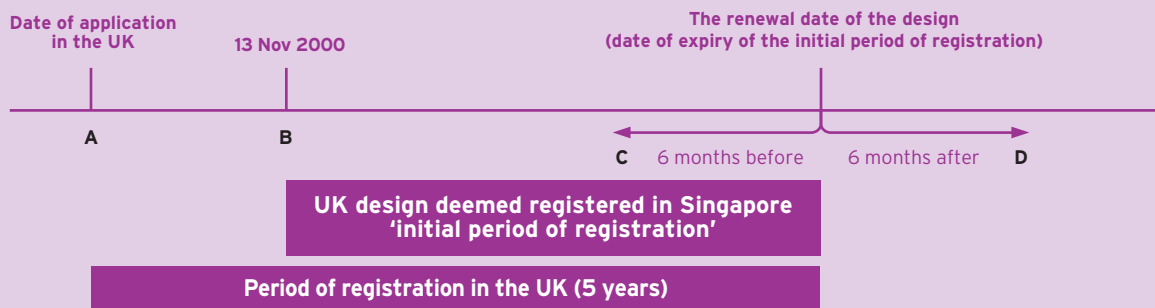 Date of application
in the UK
13 Nov 2000
The renewal date of the design
(date of expiry of the initial period of registration)
A
B
C
6 months before
6 months after
D
UK design deemed registered in Singapore
‘initial period of registration’
Period of registration in the UK (5 years)